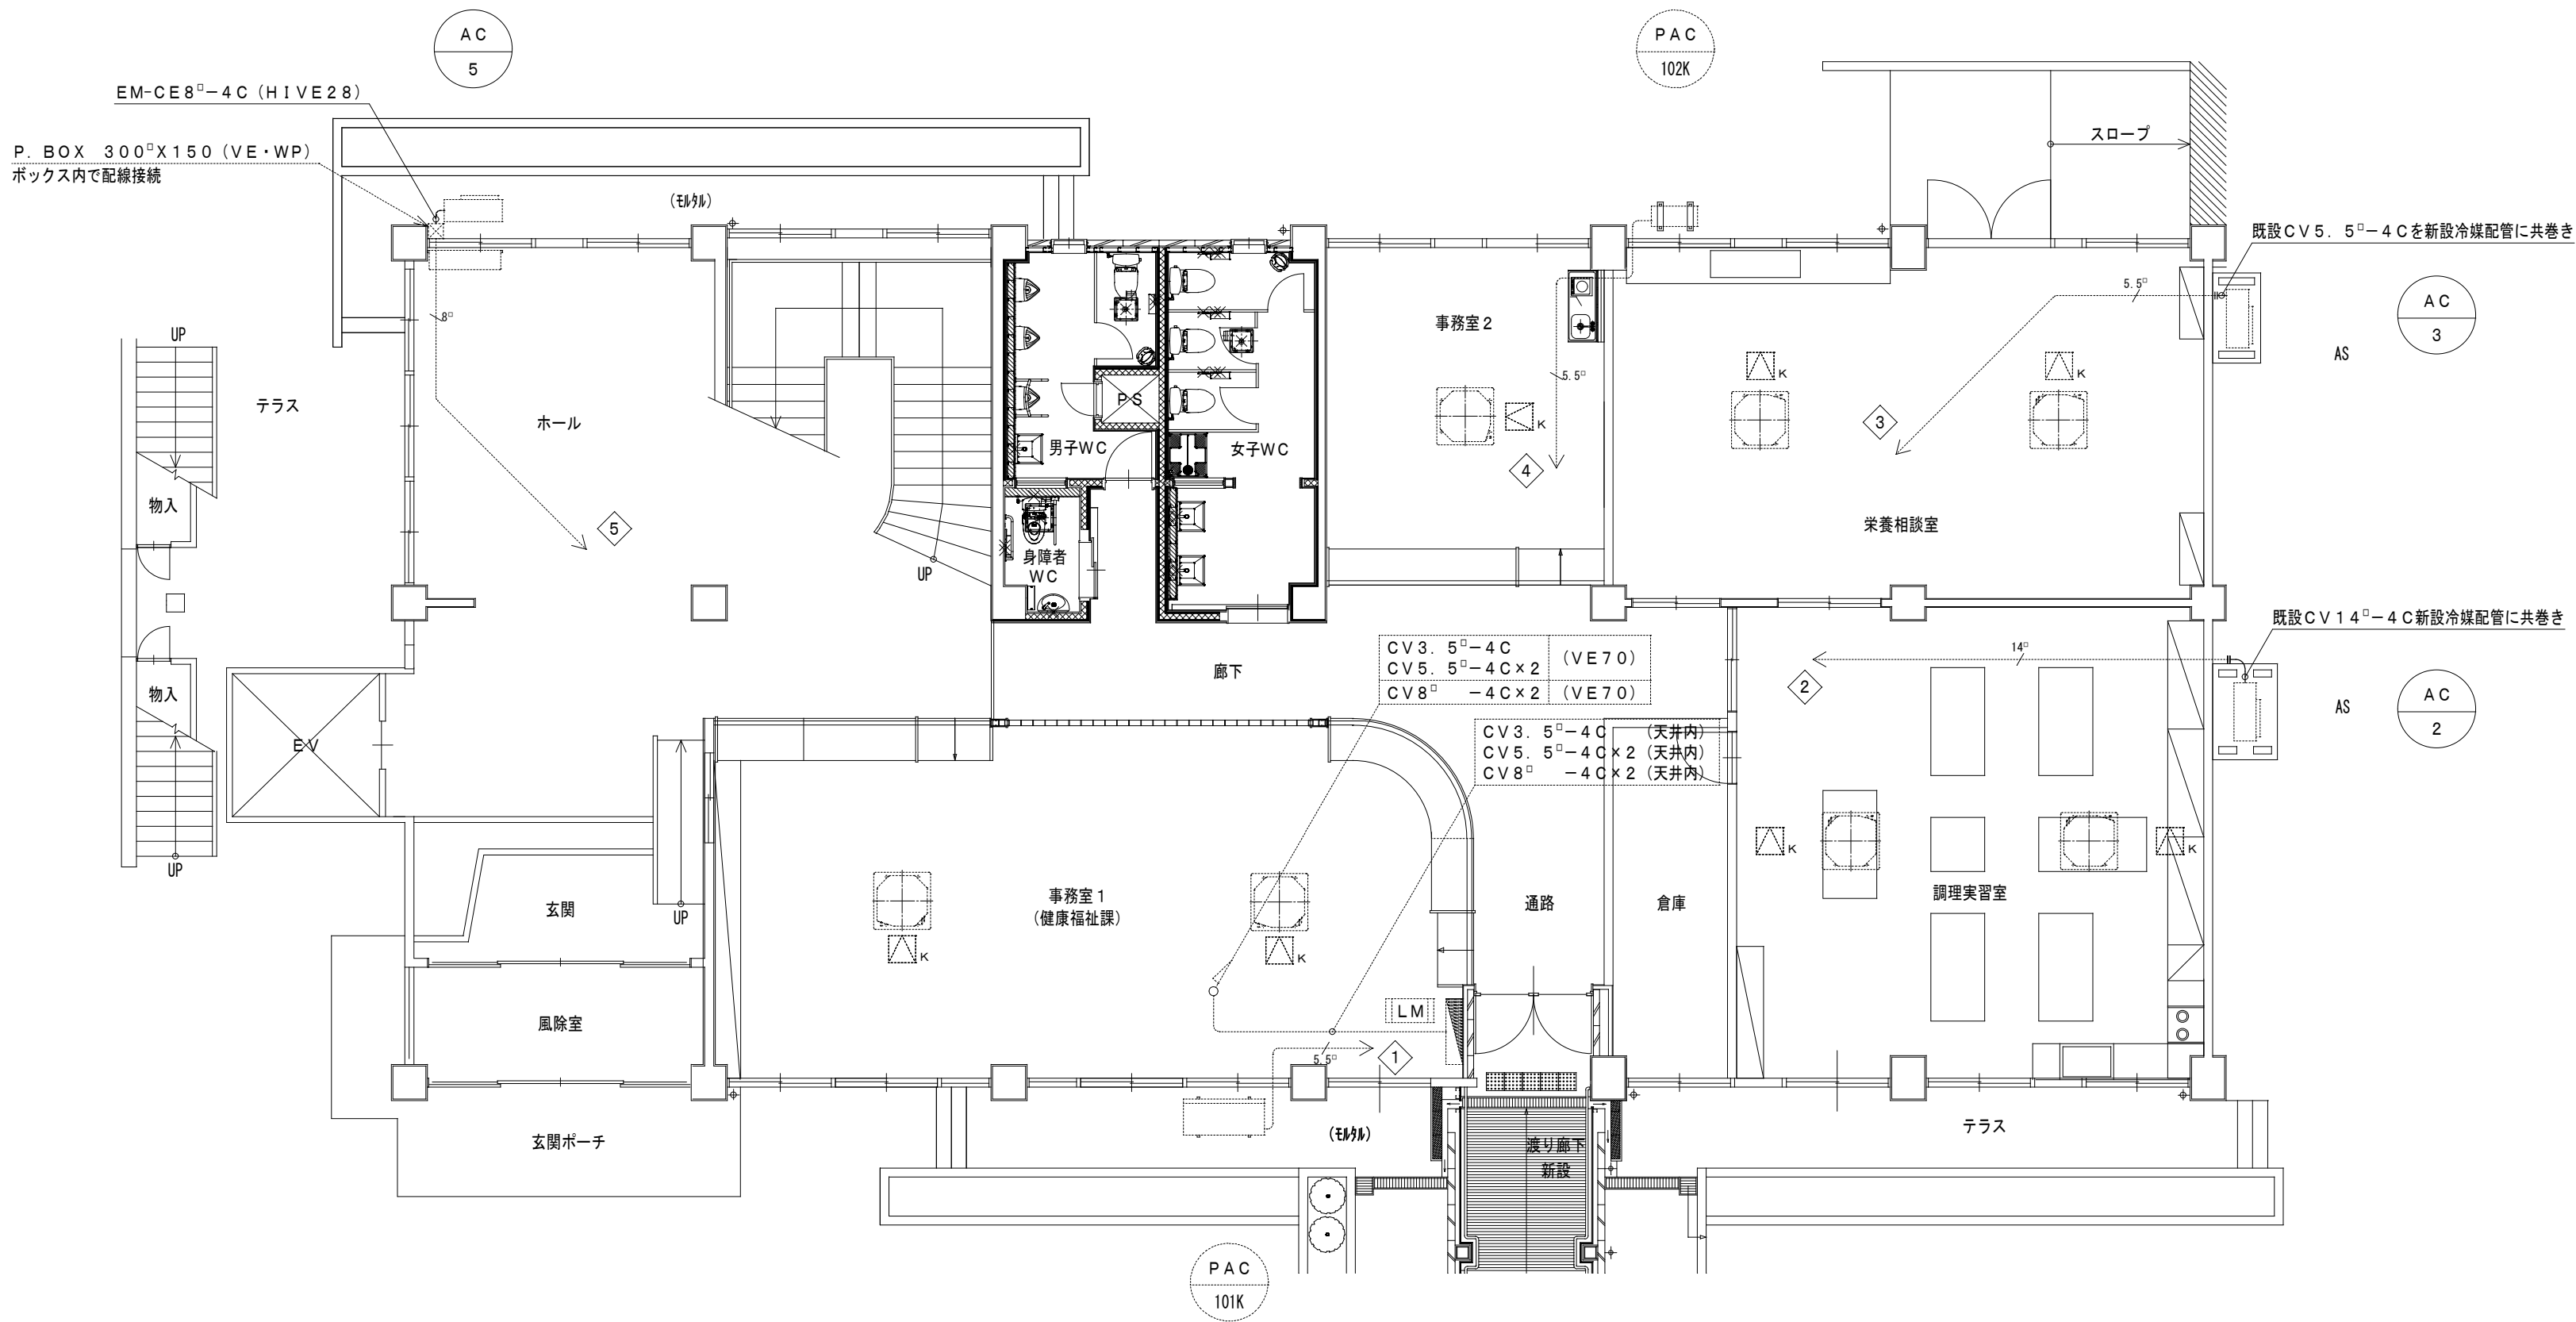 AC
5
PAC
102K
EM-CE8□-4C (HIVE28)
P. BOX 300□X150 (VE・WP)
ボックス内で配線接続
(モルタル)
スロープ
既設CV5. 5□-4Cを新設冷媒配管に共巻き
AC
3
AS
5.5□
8□
UP
テラス
ホール
物入
5
UP
PS
男子WC
女子WC
身障者
WC
事務室2
5.5□
K
4
K
K
3
栄養相談室
既設CV14□-4C新設冷媒配管に共巻き
14□
2
AC
2
AS
物入
UP
EV
廊下
CV3. 5□-4C
CV5. 5□-4C×2
(VE70)
CV8□ -4C×2
(VE70)
CV3. 5□-4C (天井内)
CV5. 5□-4C×2 (天井内)
CV8□ -4C×2 (天井内)
玄関
UP
事務室1
(健康福祉課)
K
K
通路
倉庫
K
K
調理実習室
風除室
LM
5.5□
1
玄関ポーチ
(モルタル)
渡り廊下
新設
テラス
PAC
101K